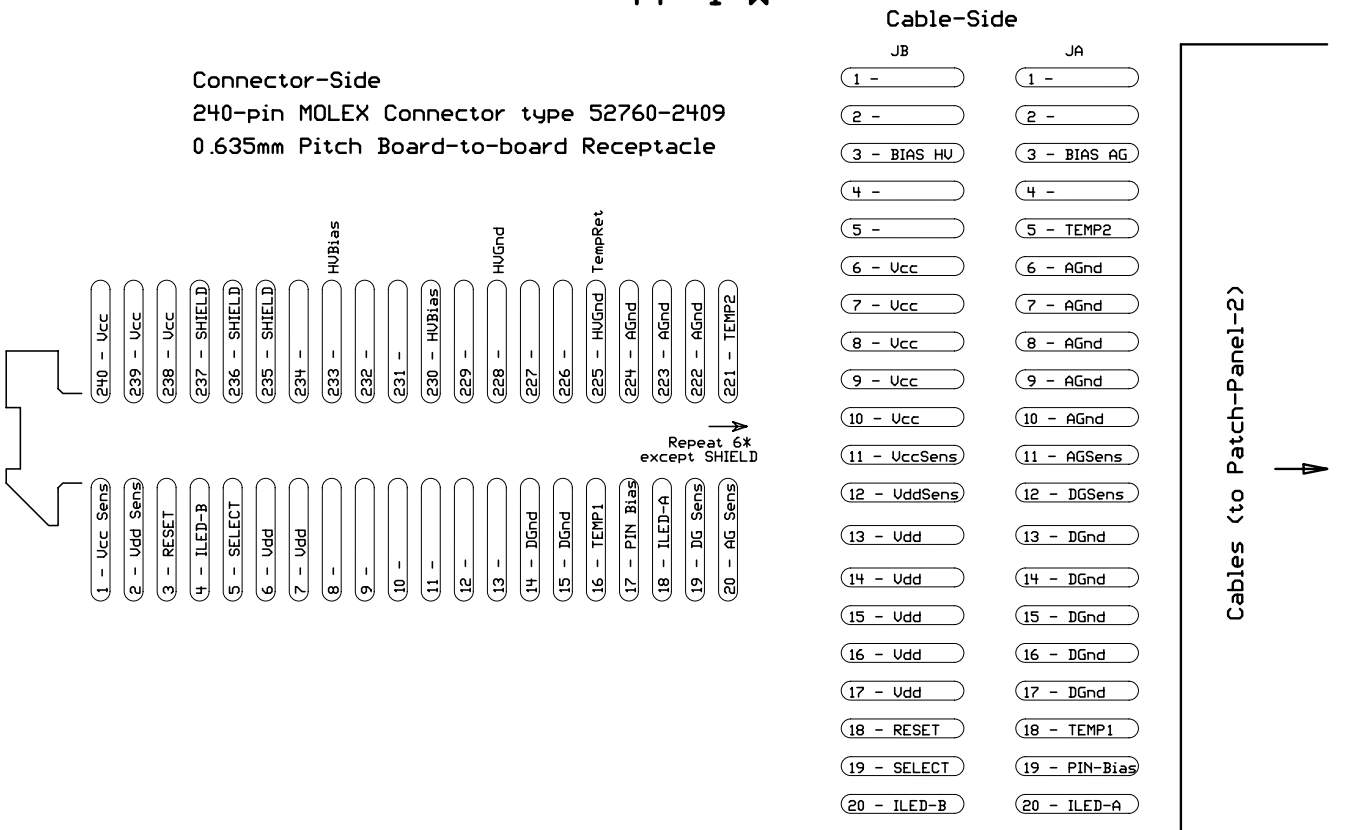 Cable-Side
JB JA
Connector-Side
240-pin MOLEX Connector type 52760-2409
0.635mm Pitch Board-to-board Receptacle
1 -
2 -
3 - BIAS HV
4 -
5 -
6 - Vcc
7 - Vcc
8 - Vcc
9 - Vcc
10 - Vcc
11 - VccSens
12 - VddSens
13 - Vdd
14 - Vdd
15 - Vdd
16 - Vdd
17 - Vdd
18 - RESET
19 - SELECT
20 - ILED-B
1 -
2 -
3 - BIAS AG
4 -
5 - TEMP2
6 - AGnd
7 - AGnd
8 - AGnd
9 - AGnd
10 - AGnd
11 - AGSens
12 - DGSens
13 - DGnd
14 - DGnd
15 - DGnd
16 - DGnd
17 - DGnd
18 - TEMP1
19 - PIN-Bias
20 - ILED-A
HVBias
HVGnd
TempRet
240 - Vcc
239 - Vcc
238 - Vcc
237 - SHIELD
236 - SHIELD
235 - SHIELD
234 -
233 -
232 -
231 -
230 - HVBias
229 -
228 -
227 -
226 -
225 - HVGnd
224 - AGnd
223 - AGnd
222 - AGnd
221 - TEMP2
Repeat 6*
except SHIELD
1 - Vcc Sens
2 - Vdd Sens
3 - RESET
4 - ILED-B
5 - SELECT
6 - Vdd
7 - Vdd
8 -
9 -
10 -
11 -
12 -
13 -
14 - DGnd
15 - DGnd
16 - TEMP1
17 - PIN Bias
18 - ILED-A
19 - DG Sens
20 - AG Sens
Cables (to Patch-Panel-2)